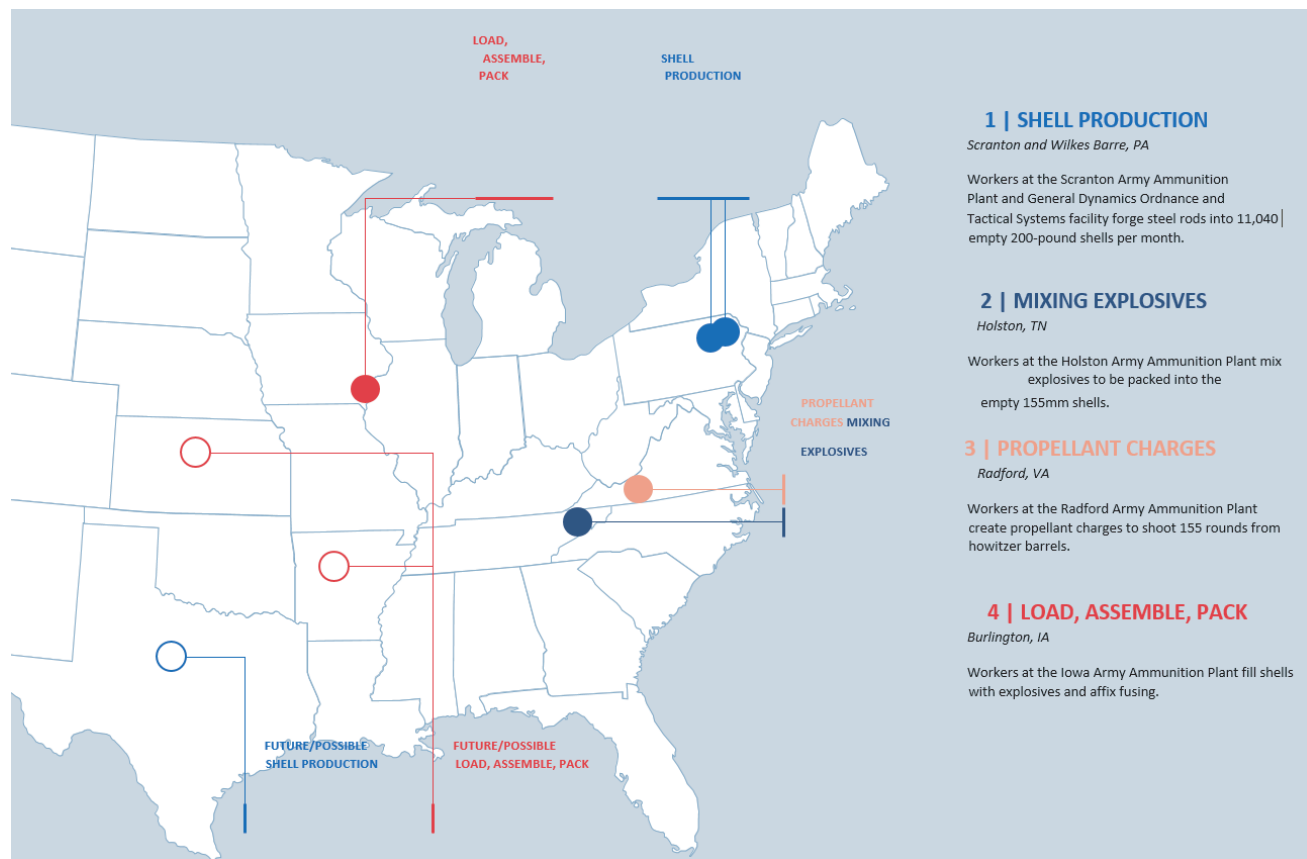 LOAD,
ASSEMBLE,
PACK
SHELL
PRODUCTION
PROPELLANT
CHARGES MIXING
EXPLOSIVES
FUTURE/POSSIBLE
SHELL PRODUCTION
FUTURE/POSSIBLE
LOAD, ASSEMBLE, PACK
1 | SHELL PRODUCTION
Scranton and Wilkes Barre, PA
Workers at the Scranton Army Ammunition
Plant and General Dynamics Ordnance and
Tactical Systems facility forge steel rods into 11,040
empty 200-pound shells per month.
2 | MIXING EXPLOSIVES
Holston, TN
Workers at the Holston Army Ammunition Plant mix
explosives to be packed into the
empty 155mm shells.
3 | PROPELLANT CHARGES
Radford, VA
Workers at the Radford Army Ammunition Plant
create propellant charges to shoot 155 rounds from
howitzer barrels.
4 | LOAD, ASSEMBLE, PACK
Burlington, IA
Workers at the Iowa Army Ammunition Plant fill shells
with explosives and affix fusing.